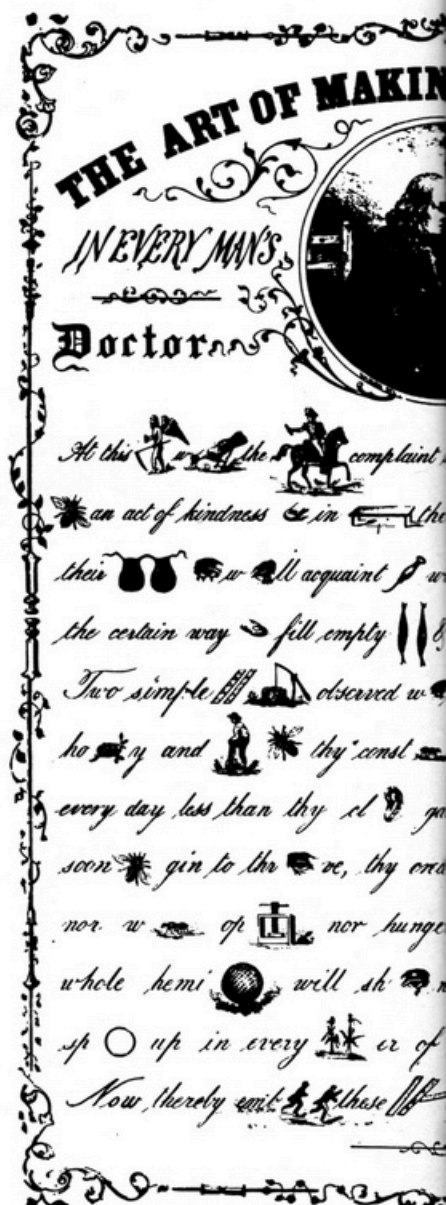 THE ART OF MAKIN
IN EVERY MAN'S
Doctor
At this w the complaint
an act of kindness in the
their w ll acquaint w
the certain way fill empty &
Two simple observed w
ho y and thy const
every day less than thy cl ga
soon gin to thr ve, thy cred
nor w op nor hunge
whole hemi will sh n
sp up in every er of
Now, thereby emb these